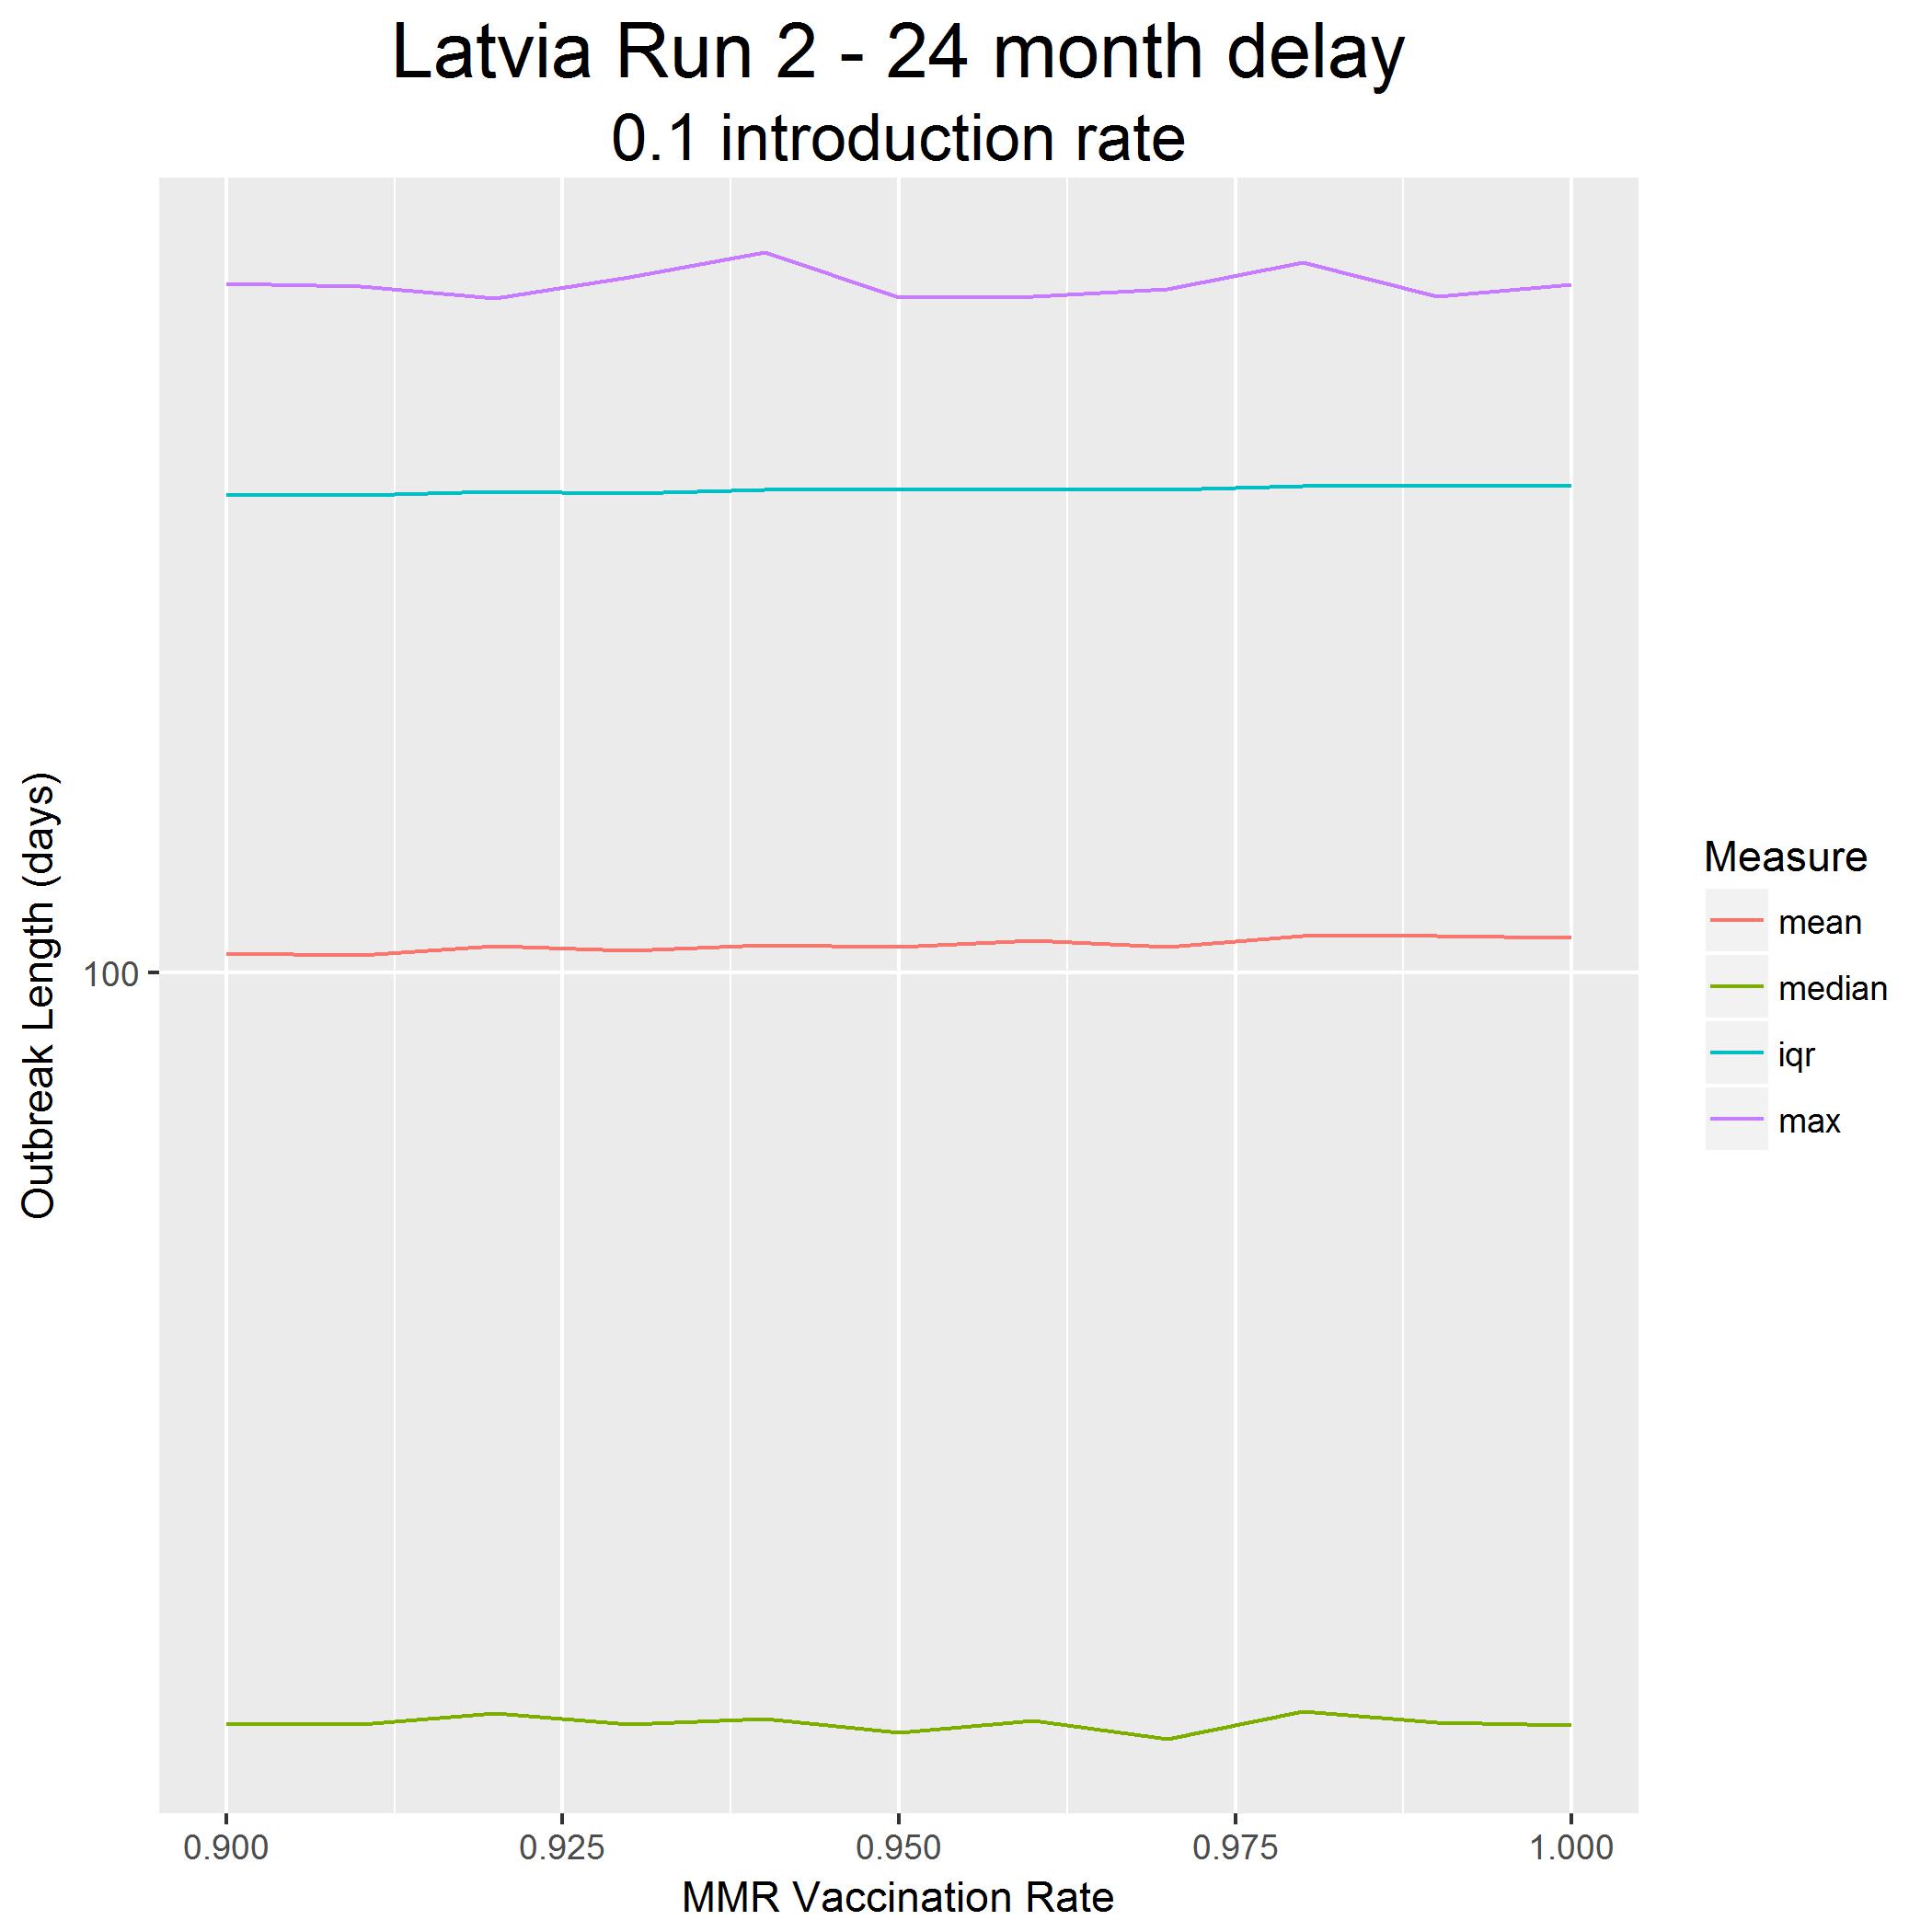 Latvia Run 2 - 24 month delay
0.1 introduction rate
Outbreak Length (days)
100
0.900
0.925
0.950
0.975
1.000
MMR Vaccination Rate
Measure
mean
median
iqr
max